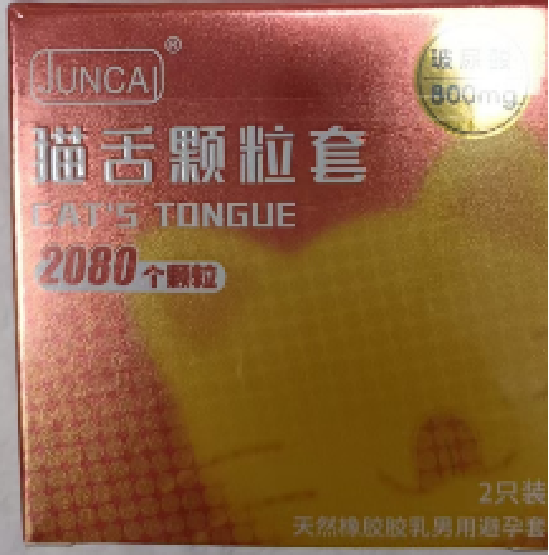 JUNCAI®
玻尿酸
800mg
猫舌颗粒套
CAT'S TONGUE
2080个颗粒
2只装
天然橡胶胶乳男用避孕套